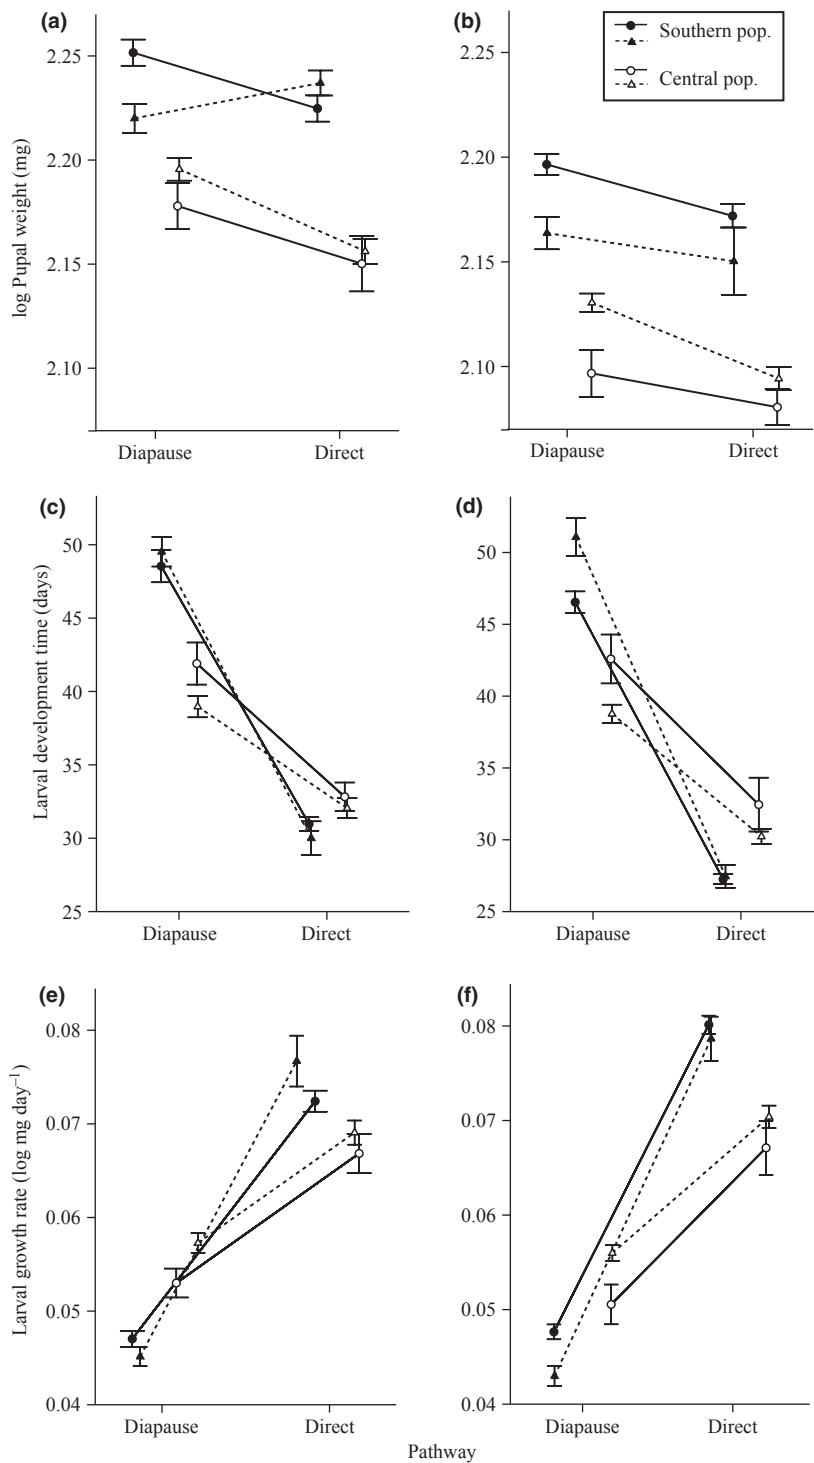 (a)
2.25
2.20
2.15
2.10
log Pupal weight (mg)
Diapause
Direct
(b)
2.25
2.20
2.15
2.10
Southern pop.
Central pop.
Diapause
Direct
(c)
50
45
40
35
30
25
Larval development time (days)
Diapause
Direct
(d)
50
45
40
35
30
25
Diapause
Direct
(e)
0.08
0.07
0.06
0.05
0.04
Larval growth rate (log mg day⁻¹)
Diapause
Direct
(f)
0.08
0.07
0.06
0.05
0.04
Diapause
Direct
Pathway